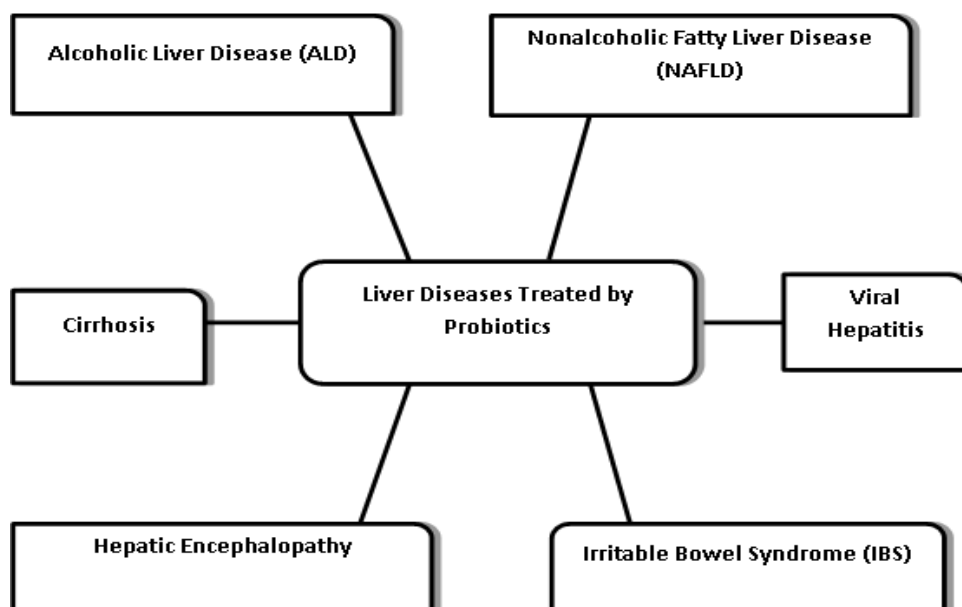 Alcoholic Liver Disease (ALD)
Nonalcoholic Fatty Liver Disease
(NAFLD)
Liver Diseases Treated by
Probiotics
Cirrhosis
Viral
Hepatitis
Hepatic Encephalopathy
Irritable Bowel Syndrome (IBS)